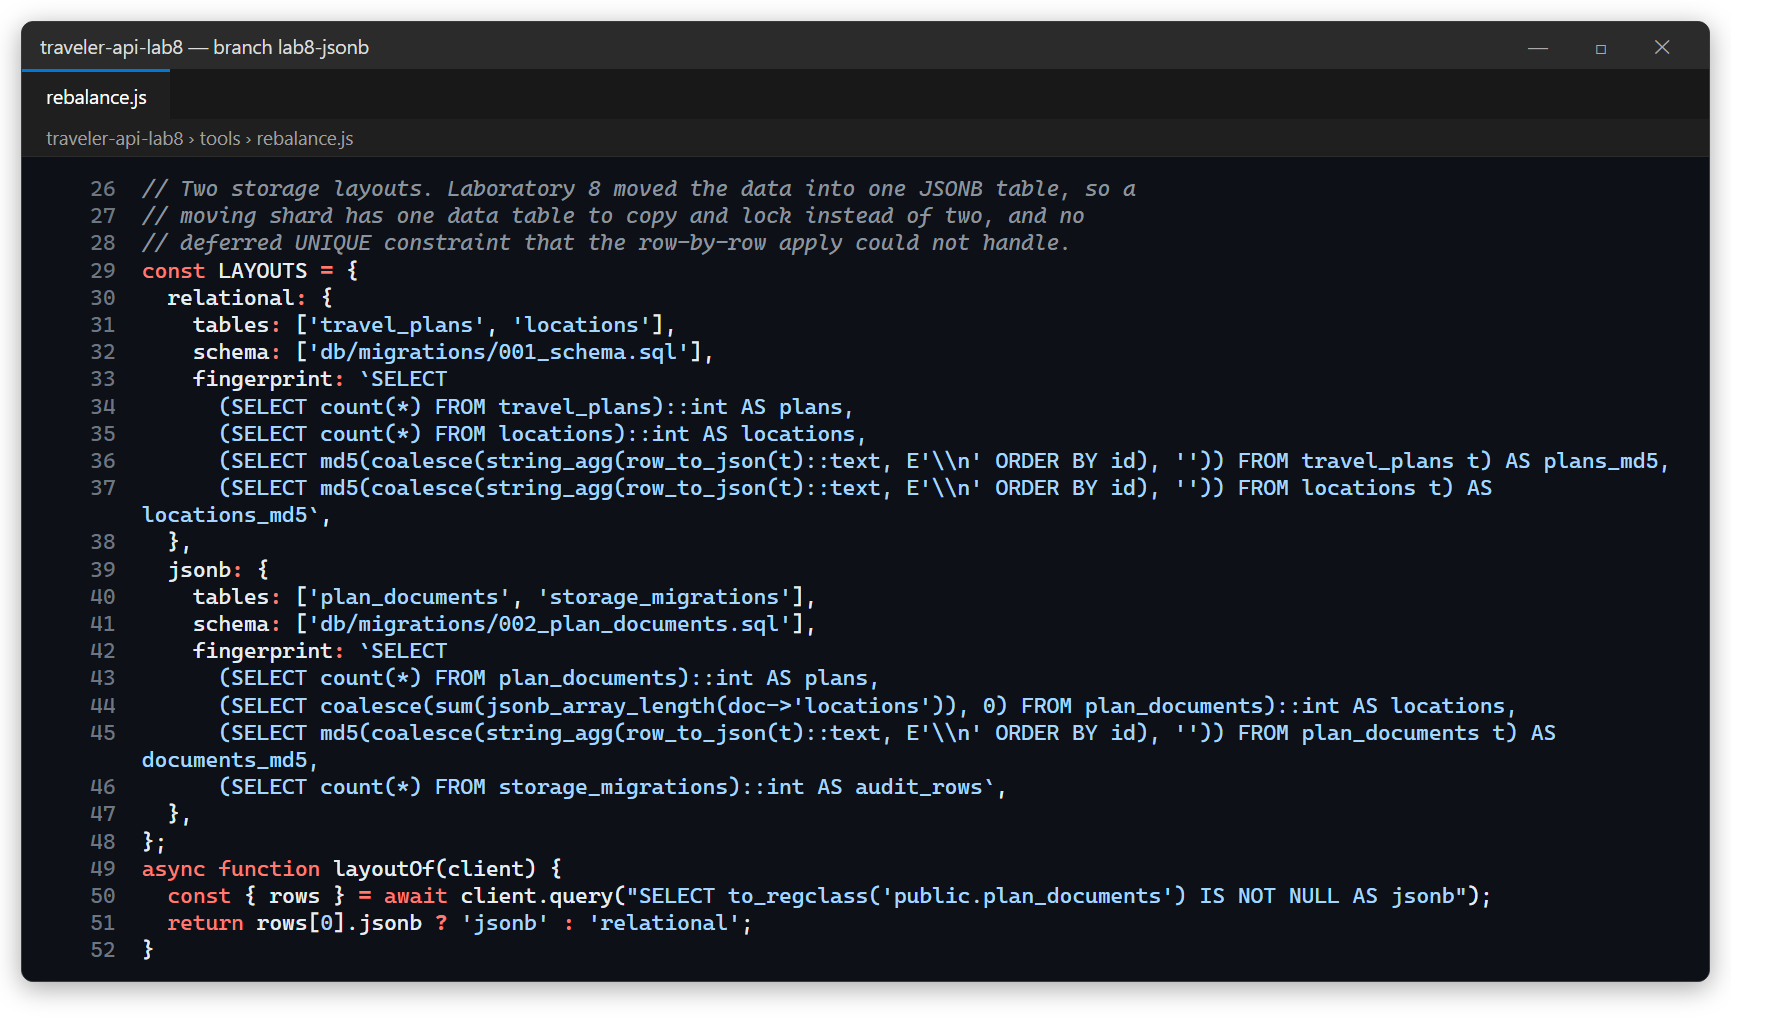 traveler-api-lab8 — branch lab8-jsonb
rebalance.js
traveler-api-lab8 › tools › rebalance.js
26 // Two storage layouts. Laboratory 8 moved the data into one JSONB table, so a
27 // moving shard has one data table to copy and lock instead of two, and no
28 // deferred UNIQUE constraint that the row-by-row apply could not handle.
29 const LAYOUTS = {
30   relational: {
31     tables: ['travel_plans', 'locations'],
32     schema: ['db/migrations/001_schema.sql'],
33     fingerprint: `SELECT
34       (SELECT count(*) FROM travel_plans)::int AS plans,
35       (SELECT count(*) FROM locations)::int AS locations,
36       (SELECT md5(coalesce(string_agg(row_to_json(t)::text, E'\\n' ORDER BY id), '')) FROM travel_plans t) AS plans_md5,
37       (SELECT md5(coalesce(string_agg(row_to_json(t)::text, E'\\n' ORDER BY id), '')) FROM locations t) AS
locations_md5`,
38   },
39   jsonb: {
40     tables: ['plan_documents', 'storage_migrations'],
41     schema: ['db/migrations/002_plan_documents.sql'],
42     fingerprint: `SELECT
43       (SELECT count(*) FROM plan_documents)::int AS plans,
44       (SELECT coalesce(sum(jsonb_array_length(doc->'locations')), 0) FROM plan_documents)::int AS locations,
45       (SELECT md5(coalesce(string_agg(row_to_json(t)::text, E'\\n' ORDER BY id), '')) FROM plan_documents t) AS
documents_md5,
46       (SELECT count(*) FROM storage_migrations)::int AS audit_rows`,
47   },
48 };
49 async function layoutOf(client) {
50   const { rows } = await client.query("SELECT to_regclass('public.plan_documents') IS NOT NULL AS jsonb");
51   return rows[0].jsonb ? 'jsonb' : 'relational';
52 }